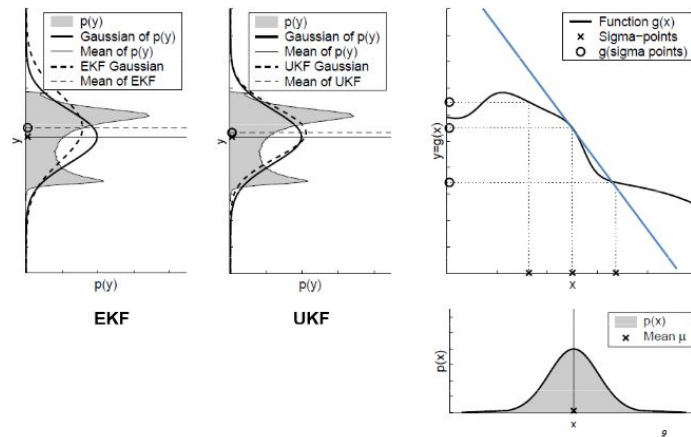 p(y)
Gaussian of p(y)
Mean of p(y)
EKF Gaussian
Mean of EKF
y
p(y)
EKF
p(y)
Gaussian of p(y)
Mean of p(y)
UKF Gaussian
Mean of UKF
y
p(y)
UKF
Function g(x)
Sigma-points
g(sigma points)
y=g(x)
x
p(x)
Mean μ
p(x)
x
9